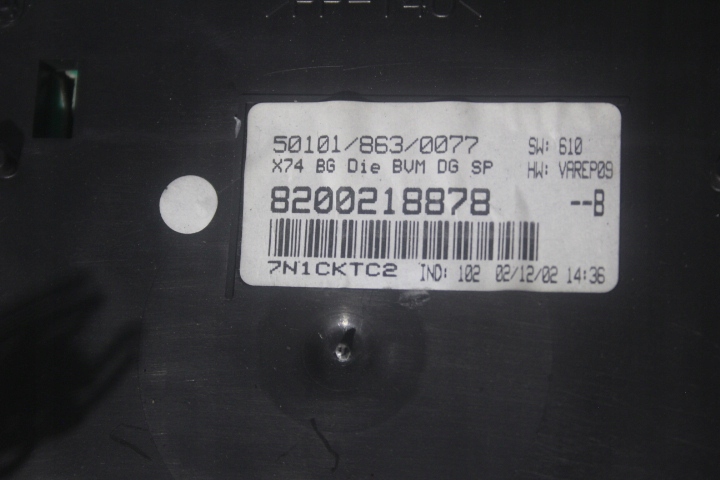 50101/863/0077 SW: 610
X74 BG Die BVM DG SP HW: VAREP09
8200218878 --B
7N1CKTC2 IND: 102 02/12/02 14:36